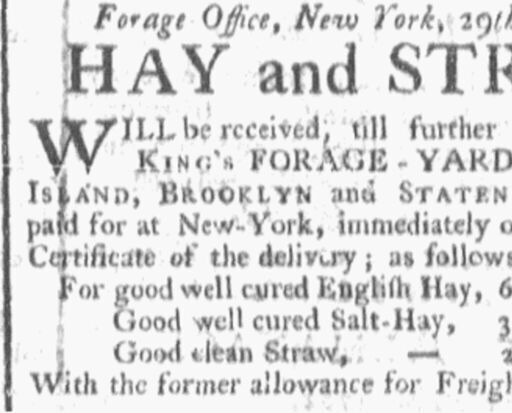 Forage Office, New York, 29th
HAY and STR
WILL be received, till further
KING's FORAGE-YARD
ISLAND, BROOKLYN and STATEN
paid for at New-York, immediately o
Certificate of the delivery; as follows
For good well cured Engliſh Hay, 6
Good well cured Salt-Hay, 3
Good clean Straw, — 2
With the former allowance for Freigh